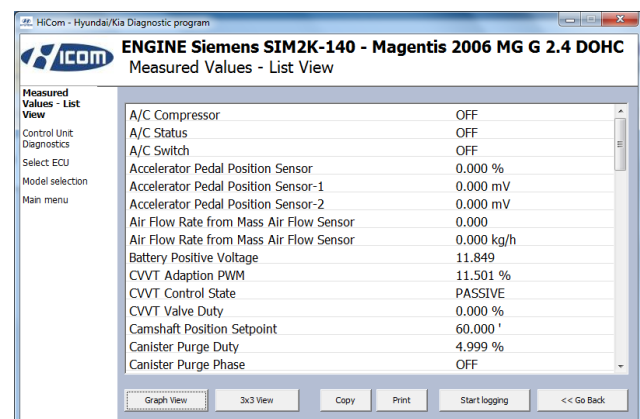 HiCom - Hyundai/Kia Diagnostic program
HICOM
ENGINE Siemens SIM2K-140 - Magentis 2006 MG G 2.4 DOHC
Measured Values - List View
Measured
Values - List
View
Control Unit
Diagnostics
Select ECU
Model selection
Main menu
A/C Compressor OFF
A/C Status OFF
A/C Switch OFF
Accelerator Pedal Position Sensor 0.000 %
Accelerator Pedal Position Sensor-1 0.000 mV
Accelerator Pedal Position Sensor-2 0.000 mV
Air Flow Rate from Mass Air Flow Sensor 0.000
Air Flow Rate from Mass Air Flow Sensor 0.000 kg/h
Battery Positive Voltage 11.849
CVVT Adaption PWM 11.501 %
CVVT Control State PASSIVE
CVVT Valve Duty 0.000 %
Camshaft Position Setpoint 60.000 '
Canister Purge Duty 4.999 %
Canister Purge Phase OFF
Graph View 3x3 View Copy Print Start logging << Go Back